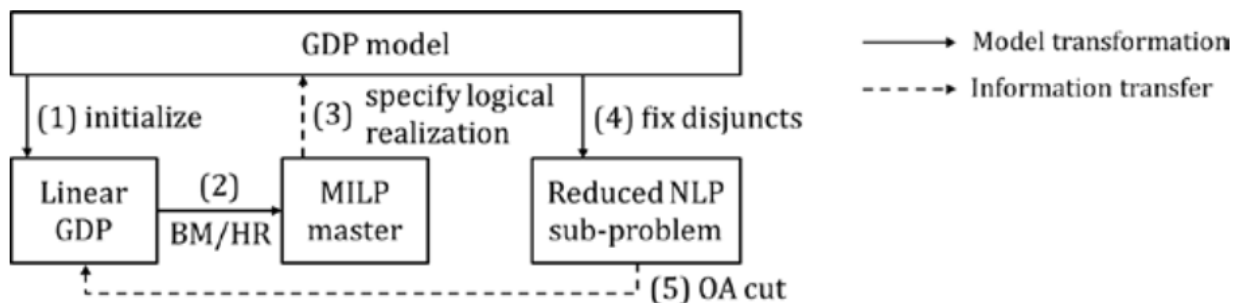 GDP model
Model transformation
Information transfer
(1) initialize
(3)
specify logical
realization
(4) fix disjuncts
Linear
GDP
(2)
BM/HR
MILP
master
Reduced NLP
sub-problem
(5) OA cut